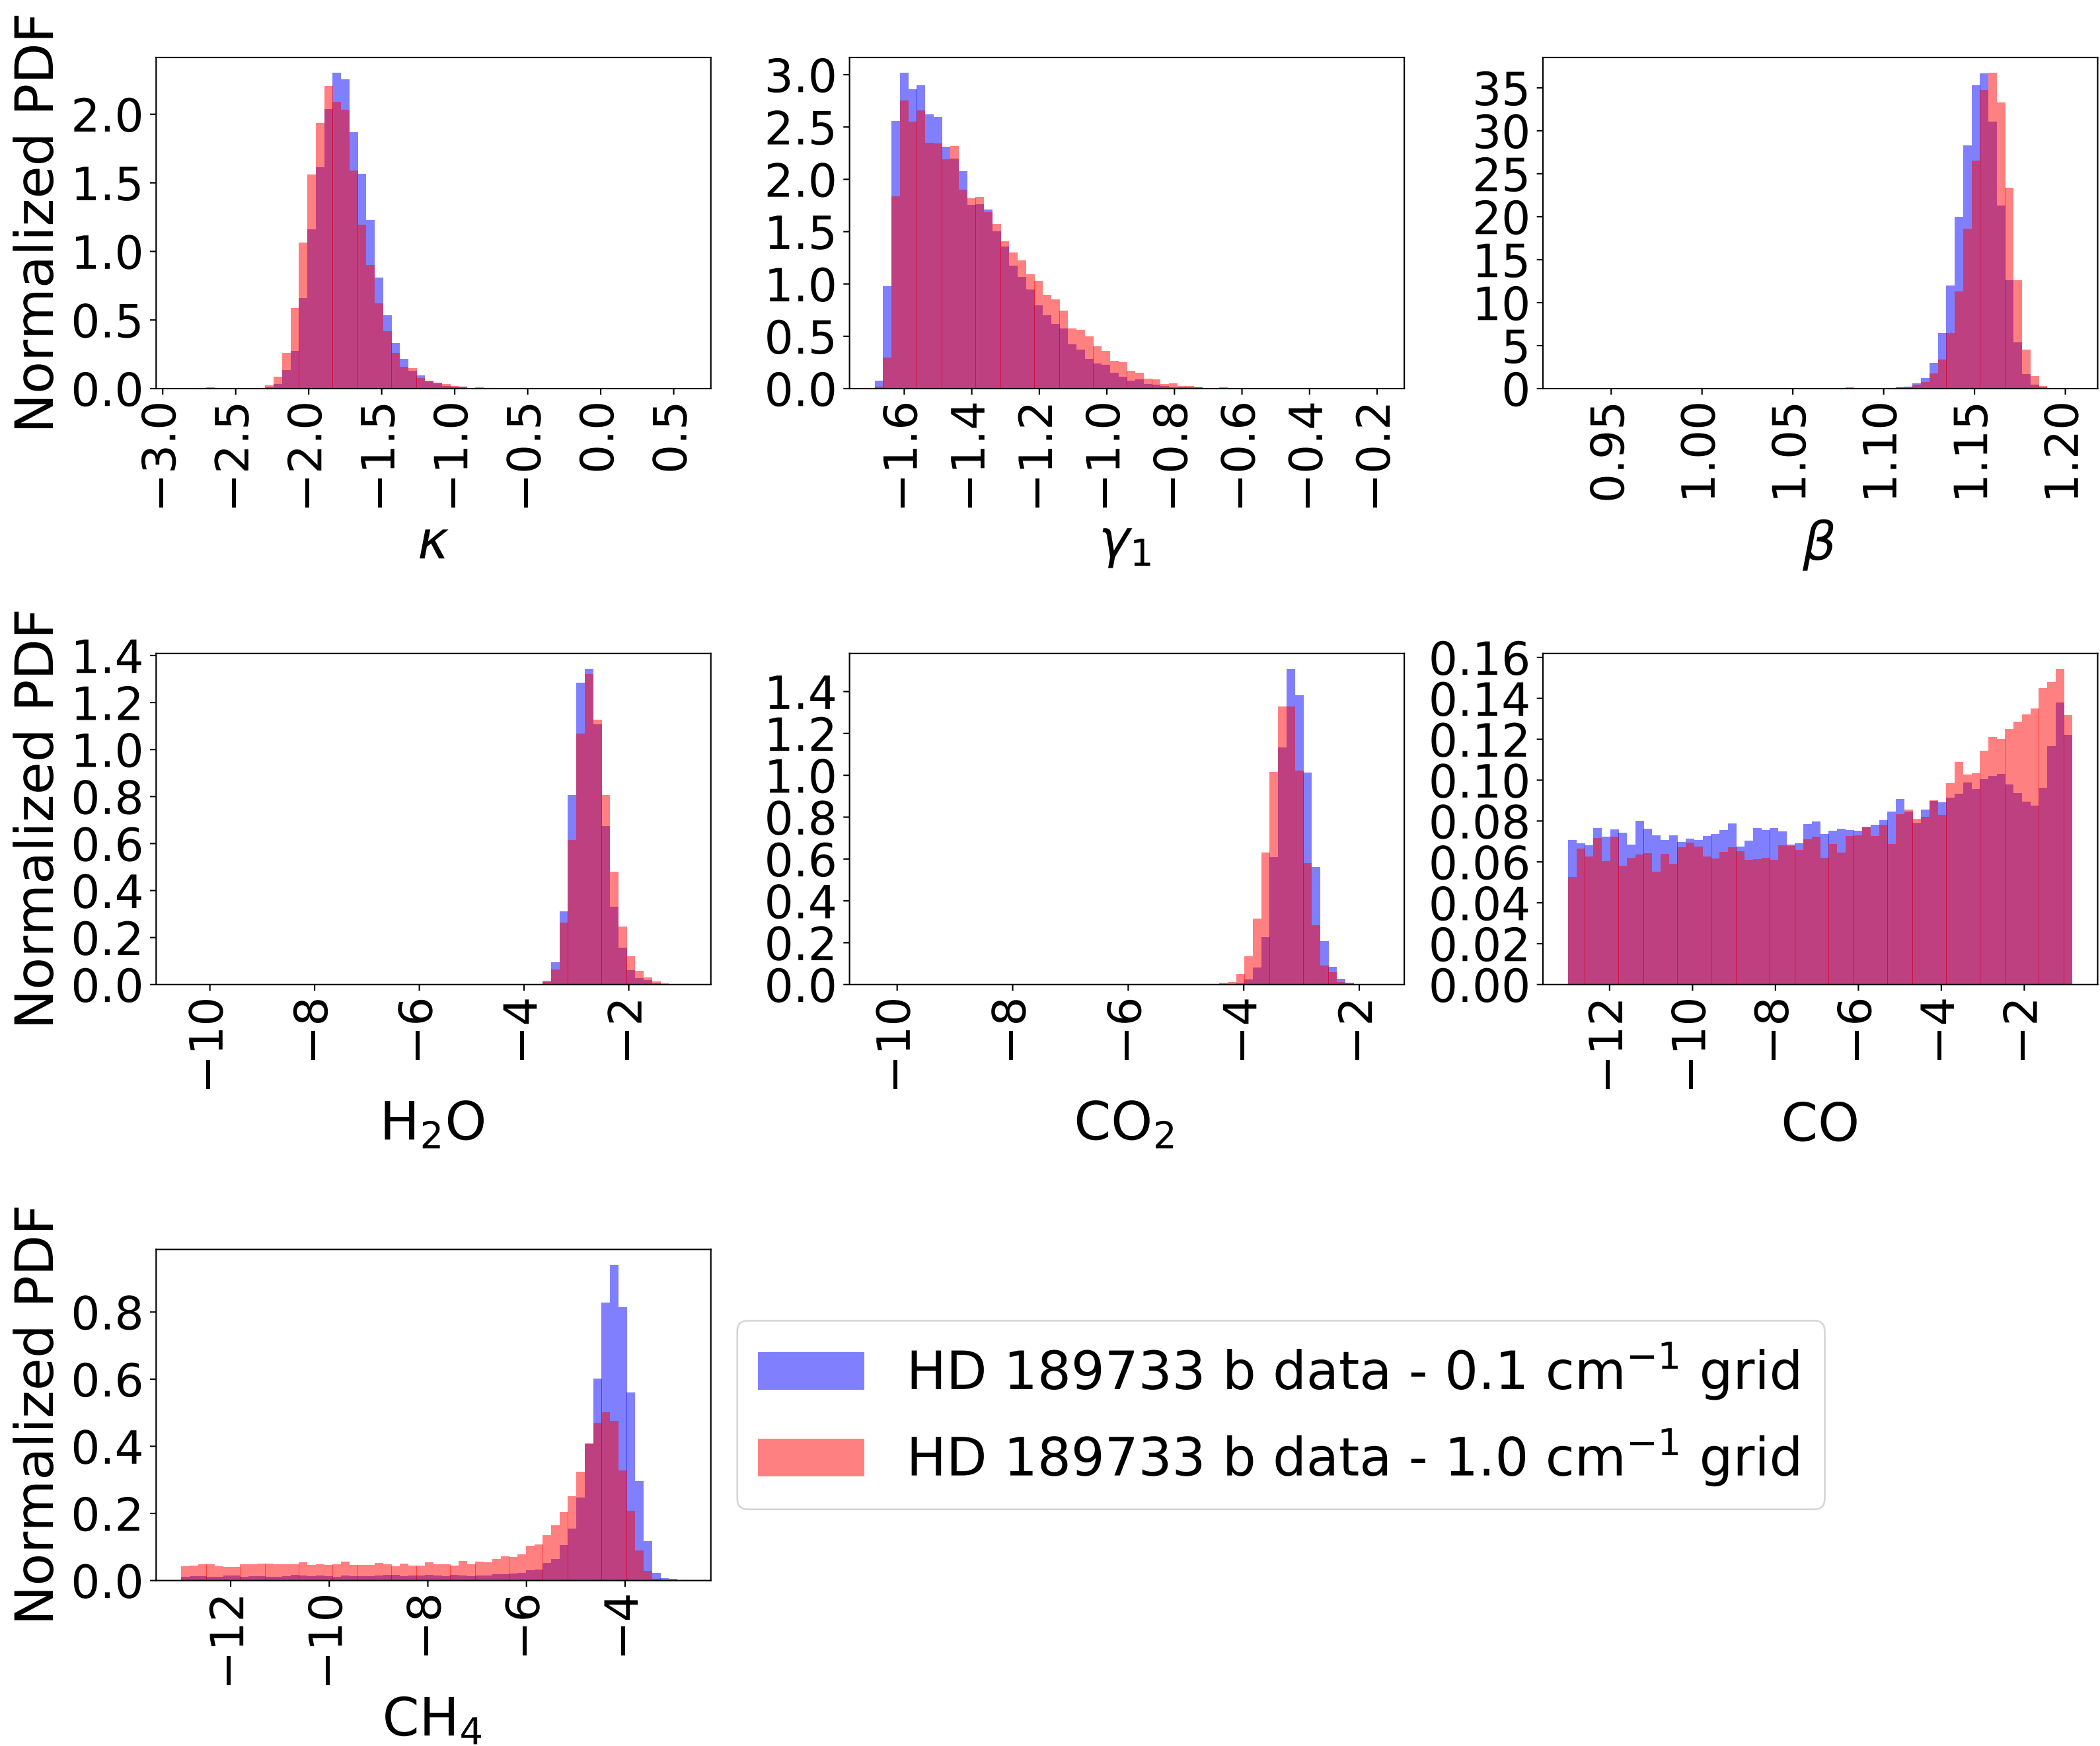 Normalized PDF
2.0
1.5
1.0
0.5
0.0
−3.0 −2.5 −2.0 −1.5 −1.0 −0.5 0.0 0.5
κ
3.0
2.5
2.0
1.5
1.0
0.5
0.0
−1.6 −1.4 −1.2 −1.0 −0.8 −0.6 −0.4 −0.2
γ₁
35
30
25
20
15
10
5
0
0.95 1.00 1.05 1.10 1.15 1.20
β
Normalized PDF
1.4
1.2
1.0
0.8
0.6
0.4
0.2
0.0
−10 −8 −6 −4 −2
H₂O
1.4
1.2
1.0
0.8
0.6
0.4
0.2
0.0
−10 −8 −6 −4 −2
CO₂
0.16
0.14
0.12
0.10
0.08
0.06
0.04
0.02
0.00
−12 −10 −8 −6 −4 −2
CO
Normalized PDF
0.8
0.6
0.4
0.2
0.0
−12 −10 −8 −6 −4
CH₄
HD 189733 b data - 0.1 cm⁻¹ grid
HD 189733 b data - 1.0 cm⁻¹ grid